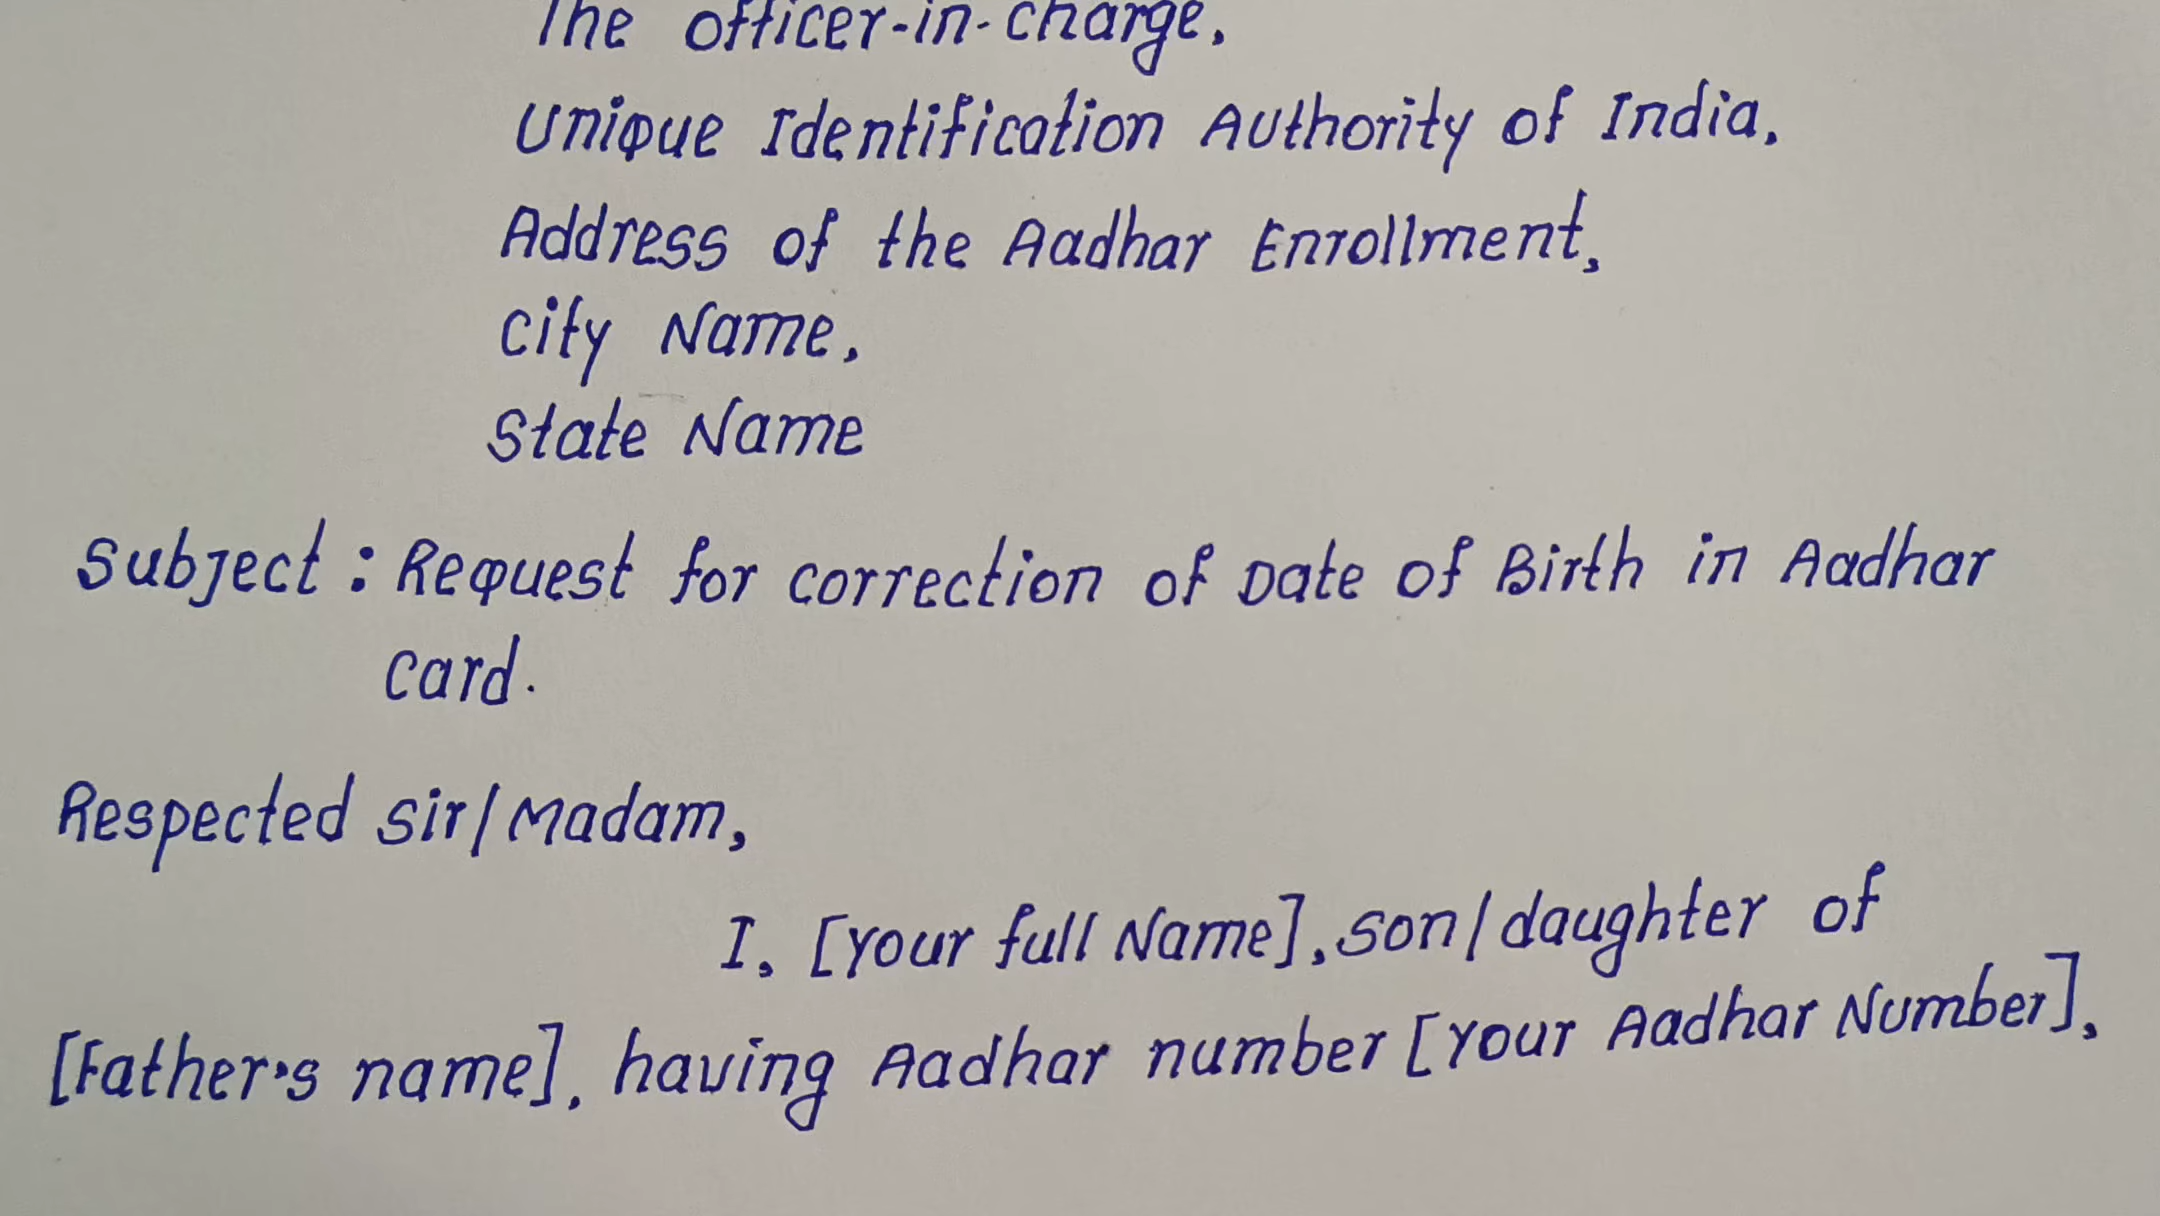 The officer-in-charge,
Unique Identification Authority of India,
Address of the Aadhar Enrollment,
City Name,
State Name
Subject : Request for correction of Date of Birth in Aadhar
card.
Respected sir/Madam,
I, [your full Name], son/daughter of
[Father's name], having Aadhar number [your Aadhar Number],